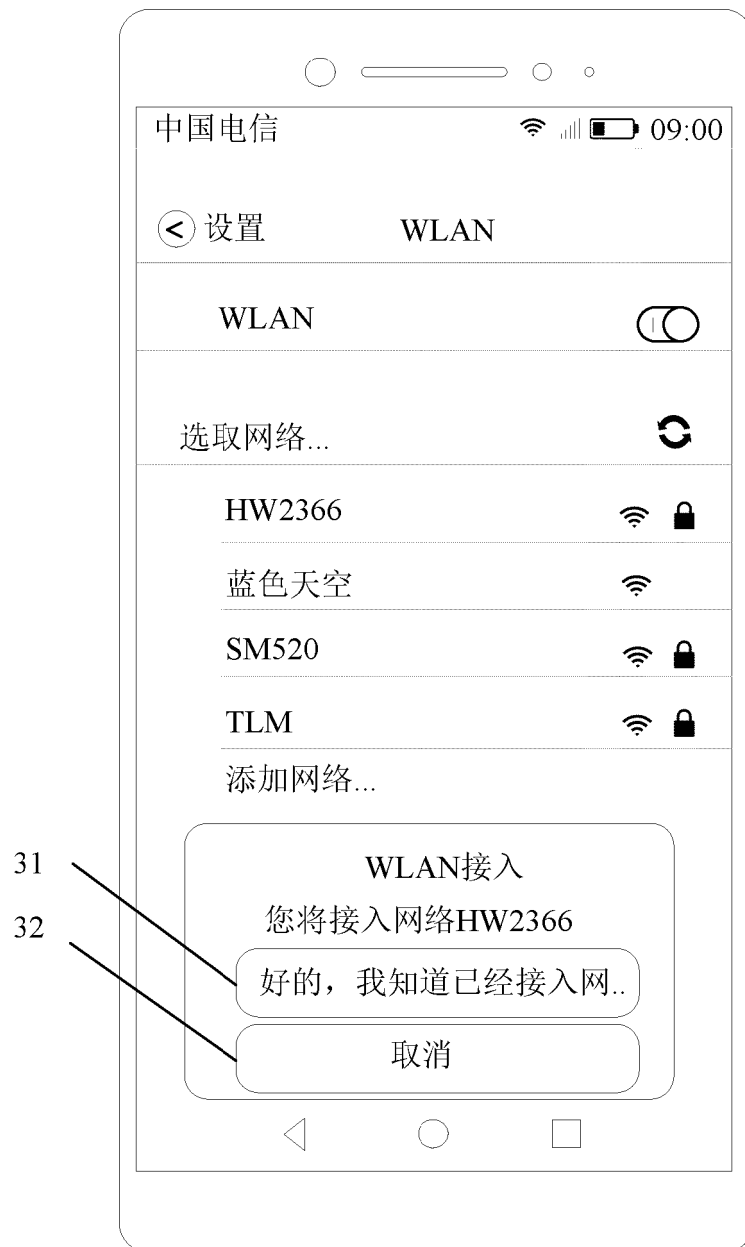 中国电信 09:00
< 设置 WLAN
WLAN
选取网络...
HW2366
蓝色天空
SM520
TLM
添加网络...
WLAN接入
您将接入网络HW2366
31
好的，我知道已经接入网..
32
取消